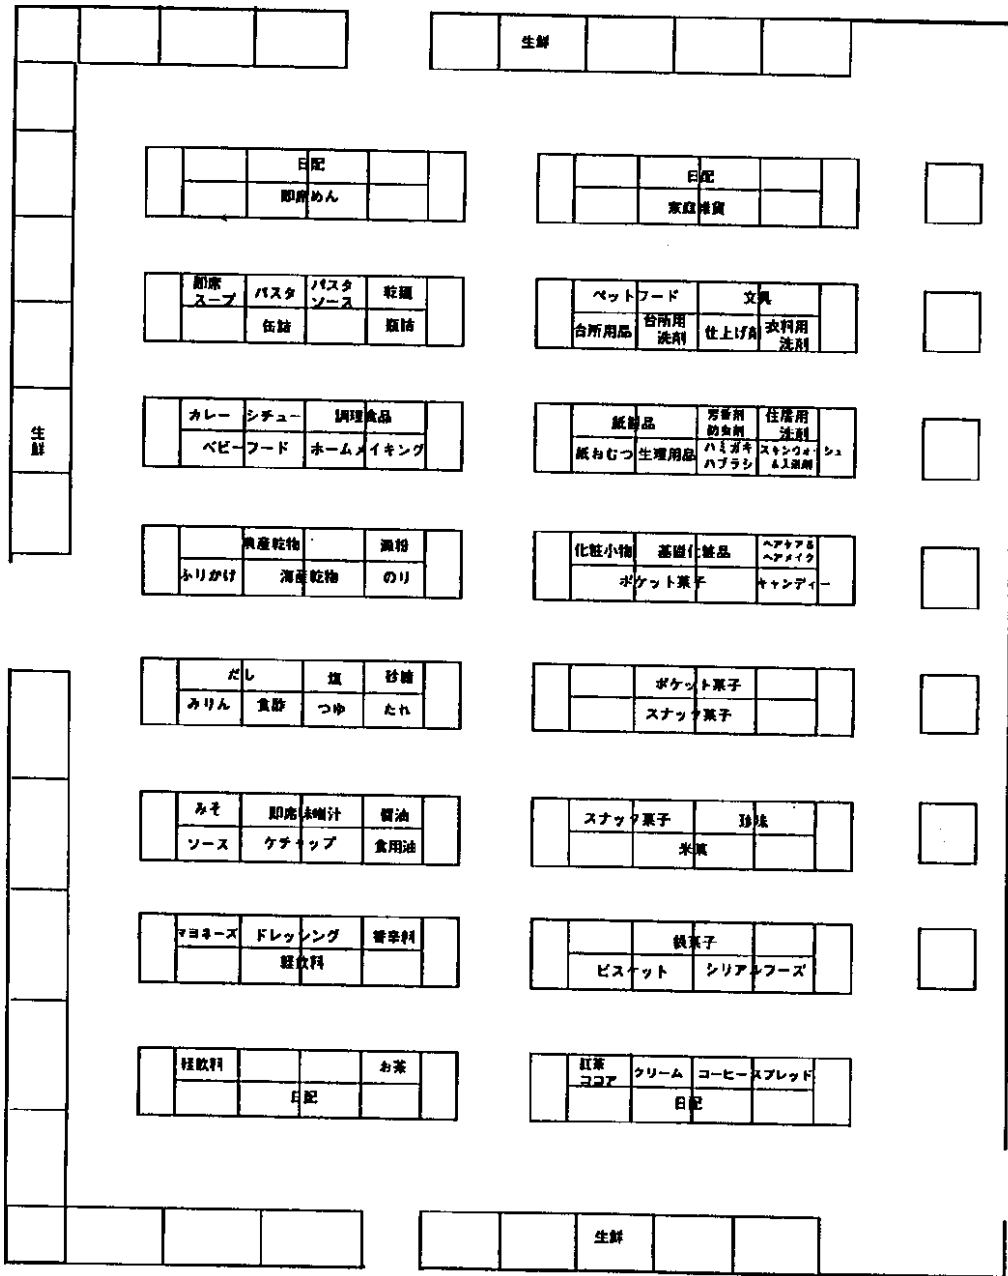 生鮮
日配
即席めん
日配
家庭雑貨
即席
スープ
パスタ
パスタ
ソース
乾麺
缶詰
瓶詰
ペットフード
文具
台所用品
台所用
洗剤
仕上げ剤
衣料用
洗剤
生鮮
カレー
シチュー
調理食品
ベビーフード
ホームメイキング
紙製品
芳香剤
防虫剤
住居用
洗剤
紙おむつ
生理用品
ハミガキ
ハブラシ
スキンウォッシュ
&入浴剤
農産乾物
澱粉
ふりかけ
海産乾物
のり
化粧小物
基礎化粧品
ヘアケア&
ヘアメイク
ポケット菓子
キャンディー
だし
塩
砂糖
みりん
食酢
つゆ
たれ
ポケット菓子
スナック菓子
みそ
即席味噌汁
醤油
ソース
ケチャップ
食用油
スナック菓子
珍味
米菓
マヨネーズ
ドレッシング
香辛料
軽飲料
ビスケット
シリアルフーズ
軽飲料
お茶
日配
紅茶
ココア
クリーム
コーヒー
スプレッド
日配
生鮮